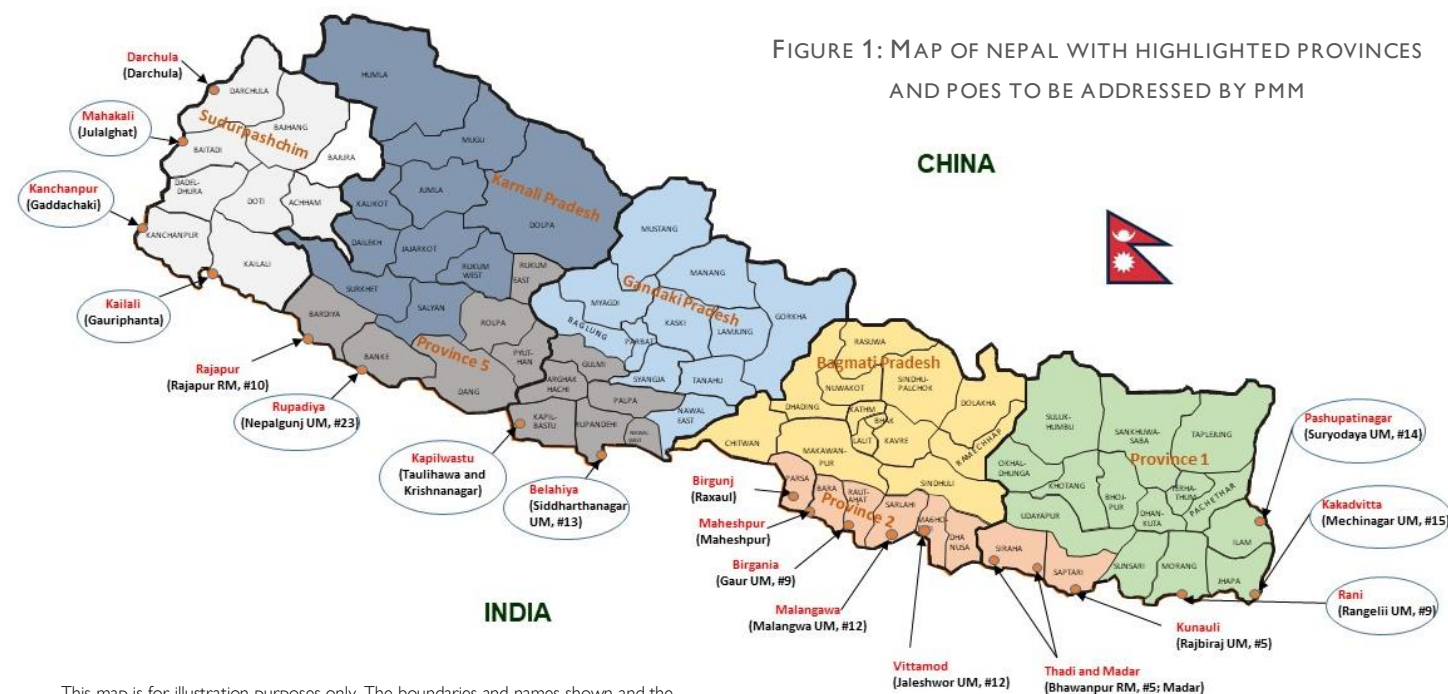 FIGURE 1: MAP OF NEPAL WITH HIGHLIGHTED PROVINCES
AND POES TO BE ADDRESSED BY PMM
CHINA
INDIA
Darchula
(Darchula)
Mahakali
(Julalghat)
Kanchanpur
(Gaddachaki)
Kailali
(Gauriphanta)
Rajapur
(Rajapur RM, #10)
Rupadiya
(Nepalgunj UM, #23)
Kapilwastu
(Taulihawa and
Krishnanagar)
Belahiya
(Siddharthanagar
UM, #13)
Birgunj
(Raxaul)
Maheshpur
(Maheshpur)
Birgania
(Gaur UM, #9)
Malangawa
(Malangwa UM, #12)
Vittamod
(Jaleshwor UM, #12)
Thadi and Madar
(Bhawanpur RM, #5; Madar)
Kunauli
(Rajbiraj UM, #5)
Rani
(Rangelii UM, #9)
Kakadvitta
(Mechinagar UM, #15)
Pashupatinagar
(Suryodaya UM, #14)
Sudurpashchim
DARCHULA
BAJHANG
BAJURA
BAITADI
DADEL-
DHURA
DOTI
ACHHAM
KANCHANPUR
KAILALI
Karnali Pradesh
HUMLA
MUGU
JUMLA
KALIKOT
DOLPA
DAILEKH
JAJARKOT
RUKUM
WEST
SURKHET
SALYAN
Province 5
RUKUM
EAST
ROLPA
BARDIYA
BANKE
PYUT-
HAN
DANG
GULMI
ARGHAK
HACHI
PALPA
KAPIL-
BASTU
RUPANDEHI
Gandaki Pradesh
MUSTANG
MANANG
MYAGDI
KASKI
GORKHA
LAMJUNG
BAGLUNG
PARBAT
SYANGJA
TANAHU
NAWAL
EAST
Bagmati Pradesh
RASUWA
NUWAKOT
SINDHU-
PALCHOK
DHADING
KATHM
BHAK
LALIT
KAVRE
DOLAKHA
RAMECHHAP
CHITWAN
MAKAWAN-
PUR
SINDHULI
Province 2
PARSA
BARA
RAUT-
AHAT
SARLAHI
DHA
NUSA
SIRAHA
SAPTARI
Province 1
SULUK-
HUMBU
SANKHUWA-
SABA
TAPLEJUNG
OKHAL-
DHUNGA
KHOTANG
BHOJ-
PUR
TERHA-
THUM
PACHETHAR
DHAN-
KUTA
UDAYAPUR
ILAM
SUNSARI
MORANG
JHAPA
This map is for illustration purposes only. The boundaries and names shown and the